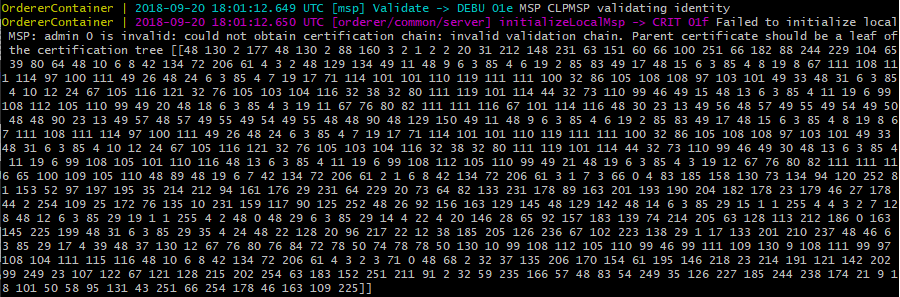 OrdererContainer | 2018-09-20 18:01:12.649 UTC [msp] Validate -> DEBU 01e MSP CLPMSP validating identity
OrdererContainer | 2018-09-20 18:01:12.650 UTC [orderer/common/server] initializeLocalMsp -> CRIT 01f Failed to initialize local
MSP: admin 0 is invalid: could not obtain certification chain: invalid validation chain. Parent certificate should be a leaf of
the certification tree [[48 130 2 177 48 130 2 88 160 3 2 1 2 2 20 31 212 148 231 63 151 60 66 100 251 66 182 88 244 229 104 65
39 80 64 48 10 6 8 42 134 72 206 61 4 3 2 48 129 134 49 11 48 9 6 3 85 4 6 19 2 85 83 49 17 48 15 6 3 85 4 8 19 8 67 111 108 11
1 114 97 100 111 49 26 48 24 6 3 85 4 7 19 17 71 114 101 101 110 119 111 111 100 32 86 105 108 108 97 103 101 49 33 48 31 6 3 85
4 10 12 24 67 105 116 121 32 76 105 103 104 116 32 38 32 80 111 119 101 114 44 32 73 110 99 46 49 15 48 13 6 3 85 4 11 19 6 99
108 112 105 110 99 49 20 48 18 6 3 85 4 3 19 11 67 76 80 82 111 111 116 67 101 114 116 48 30 23 13 49 56 48 57 49 55 49 54 49 50
48 48 90 23 13 49 57 48 57 49 55 49 54 49 55 48 48 90 48 129 150 49 11 48 9 6 3 85 4 6 19 2 85 83 49 17 48 15 6 3 85 4 8 19 8 6
7 111 108 111 114 97 100 111 49 26 48 24 6 3 85 4 7 19 17 71 114 101 101 110 119 111 111 100 32 86 105 108 108 97 103 101 49 33
48 31 6 3 85 4 10 12 24 67 105 116 121 32 76 105 103 104 116 32 38 32 80 111 119 101 114 44 32 73 110 99 46 49 30 48 13 6 3 85 4
11 19 6 99 108 105 101 110 116 48 13 6 3 85 4 11 19 6 99 108 112 105 110 99 49 21 48 19 6 3 85 4 3 19 12 67 76 80 82 111 111 11
6 65 100 109 105 110 48 89 48 19 6 7 42 134 72 206 61 2 1 6 8 42 134 72 206 61 3 1 7 3 66 0 4 83 185 158 130 73 134 94 120 252 8
1 153 52 97 197 195 35 214 212 94 161 176 29 231 64 229 20 73 64 82 133 231 178 89 163 201 193 190 204 182 178 23 179 46 27 178
44 2 254 109 25 172 76 135 10 231 159 117 90 125 252 48 26 92 156 163 129 145 48 129 142 48 14 6 3 85 29 15 1 1 255 4 4 3 2 7 12
8 48 12 6 3 85 29 19 1 1 255 4 2 48 0 48 29 6 3 85 29 14 4 22 4 20 146 28 65 92 157 183 139 74 214 205 63 128 113 212 186 0 163
145 225 199 48 31 6 3 85 29 35 4 24 48 22 128 20 96 217 22 12 38 185 205 126 236 67 102 223 138 29 1 17 133 201 210 237 48 46 6
3 85 29 17 4 39 48 37 130 12 67 76 80 76 84 72 78 50 74 78 78 50 130 10 99 108 112 105 110 99 46 99 111 109 130 9 108 111 99 97
108 104 111 115 116 48 10 6 8 42 134 72 206 61 4 3 2 3 71 0 48 68 2 32 37 135 206 170 154 61 195 146 218 23 214 191 121 142 202
99 249 23 107 122 67 121 128 215 202 254 63 183 152 251 211 91 2 32 59 235 166 57 48 83 54 249 35 126 227 185 244 238 174 21 9 1
8 101 50 58 95 131 43 251 66 254 178 46 163 109 225]]